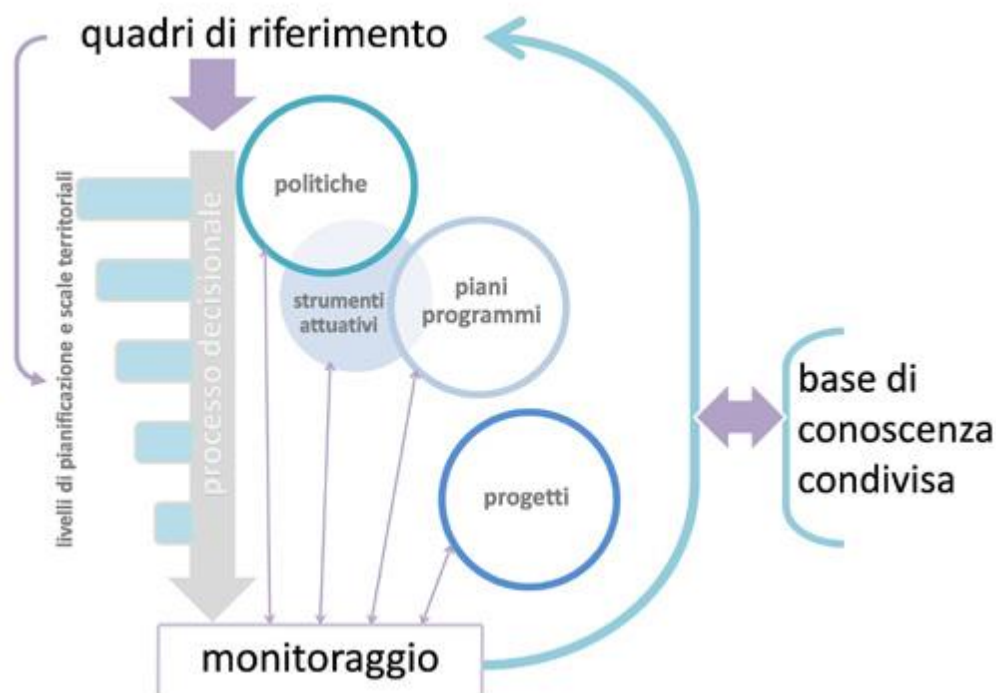 quadri di riferimento
livelli di pianificazione e scale territoriali
processo decisionale
politiche
strumenti
attuativi
piani
programmi
progetti
base di
conoscenza
condivisa
monitoraggio